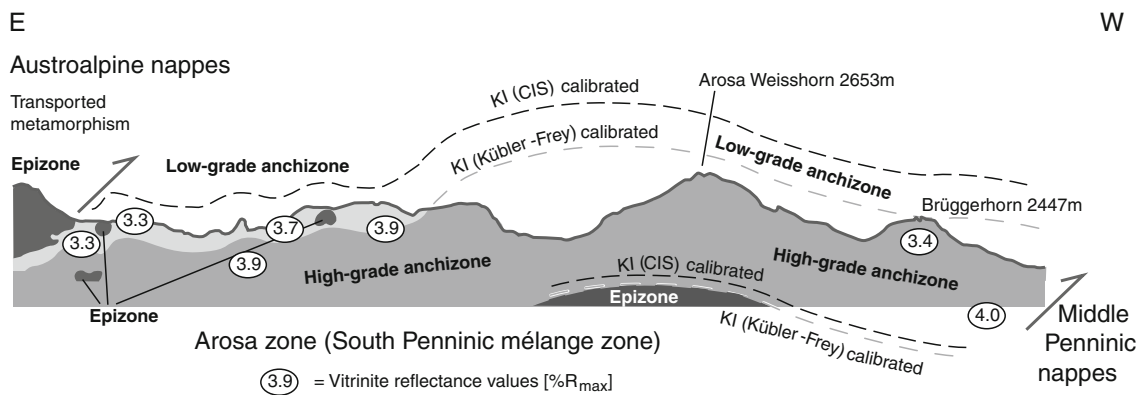 E
W
Austroalpine nappes
Transported
metamorphism
Epizone
Low-grade anchizone
KI (CIS) calibrated
KI (Kübler -Frey) calibrated
Arosa Weisshorn 2653m
Low-grade anchizone
Brüggerhorn 2447m
3.3
3.3
3.7
3.9
3.9
3.4
High-grade anchizone
High-grade anchizone
KI (CIS) calibrated
Epizone
KI (Kübler-Frey) calibrated
4.0
Epizone
Middle
Penninic
nappes
Arosa zone (South Penninic mélange zone)
3.9 = Vitrinite reflectance values [%Rmax]